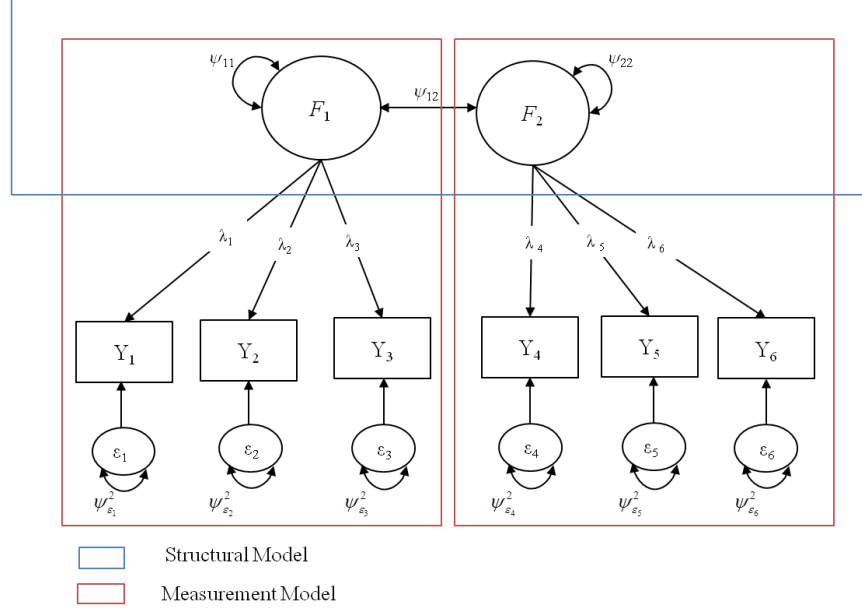 ψ₁₁
ψ₂₂
ψ₁₂
F₁
F₂
λ₁
λ₂
λ₃
λ₄
λ₅
λ₆
Y₁
Y₂
Y₃
Y₄
Y₅
Y₆
ε₁
ε₂
ε₃
ε₄
ε₅
ε₆
ψ²ε₁
ψ²ε₂
ψ²ε₃
ψ²ε₄
ψ²ε₅
ψ²ε₆
Structural Model
Measurement Model